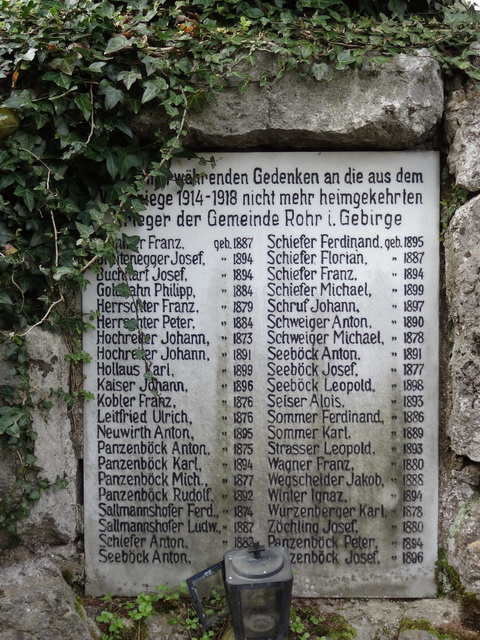 währenden Gedenken an die aus dem
1914-1918 nicht mehr heimgekehrten
der Gemeinde Rohr i. Gebirge
Franz, geb. 1887
Josef, " 1894
Josef, " 1894
Philipp, " 1884
Herrschter Franz, " 1879
Herrschter Peter, " 1884
Hochreiter Johann, " 1873
Hochreiter Johann, " 1891
Hollaus Karl, " 1899
Kaiser Johann, " 1896
Kobler Franz, " 1876
Leitfried Ulrich, " 1876
Neuwirth Anton, " 1895
Panzenböck Anton, " 1875
Panzenböck Karl, " 1894
Panzenböck Mich., " 1877
Panzenböck Rudolf, " 1892
Sallmannshofer Ferd., " 1874
Sallmannshofer Ludw., " 1887
Schiefer Anton,
Seeböck Anton,
Schiefer Ferdinand, geb. 1895
Schiefer Florian, " 1887
Schiefer Franz, " 1894
Schiefer Michael, " 1899
Schruf Johann, " 1897
Schweiger Anton, " 1890
Schweiger Michael, " 1878
Seeböck Anton, " 1891
Seeböck Josef, " 1877
Seeböck Leopold, " 1898
Seiser Alois, " 1893
Sommer Ferdinand, " 1886
Sommer Karl, " 1889
Strasser Leopold, " 1893
Wagner Franz, " 1880
Wegscheider Jakob, " 1888
Winter Ignaz, " 1894
Wurzenberger Karl, " 1878
Zöchling Josef, " 1880
Panzenböck Peter, " 1894
Josef, " 1896